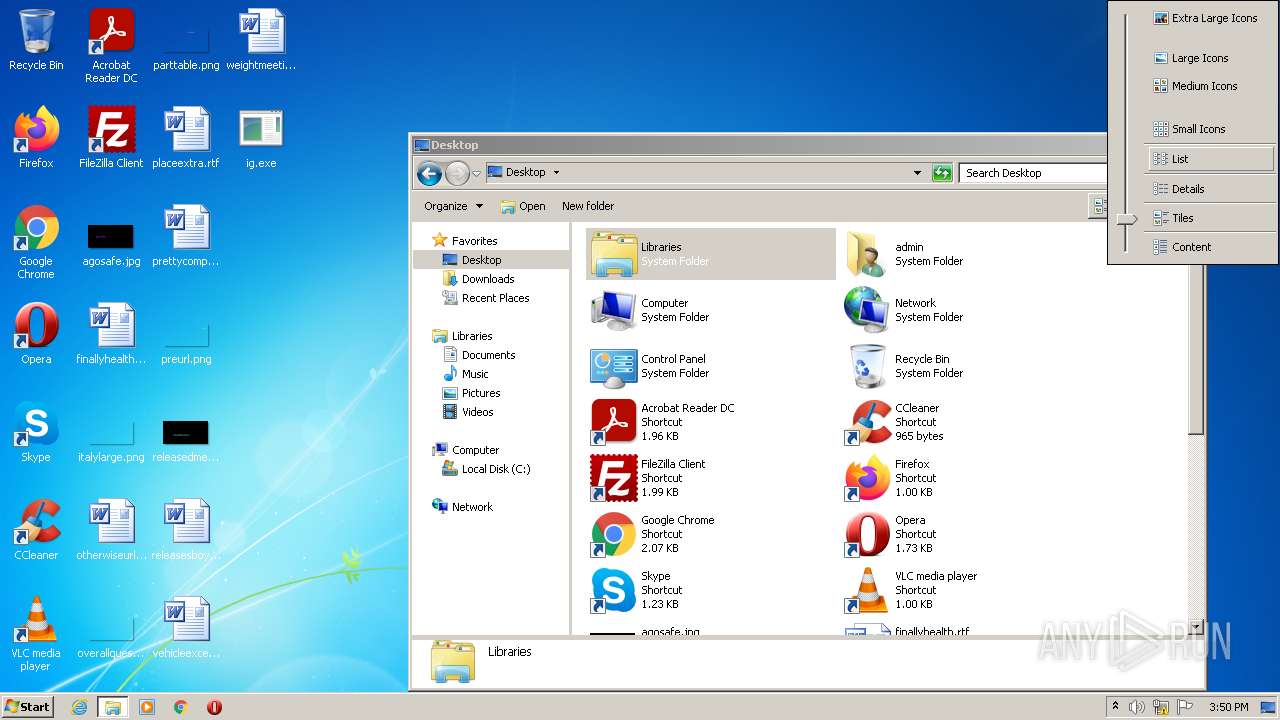 Recycle Bin
Acrobat
Reader DC
parttable.png
weightmeeti...
Firefox
FileZilla Client
placeextra.rtf
ig.exe
Google
Chrome
agosafe.jpg
prettycomp...
Opera
finallyhealth...
preurl.png
Skype
italylarge.png
releasedme...
CCleaner
otherwiseurl...
releasesboy...
VLC media
player
overallques...
vehicleexce...
Desktop
Desktop
Search Desktop
Organize
Open
New folder
Favorites
Desktop
Downloads
Recent Places
Libraries
Documents
Music
Pictures
Videos
Computer
Local Disk (C:)
Network
Libraries
System Folder
admin
System Folder
Computer
System Folder
Network
System Folder
Control Panel
System Folder
Recycle Bin
System Folder
Acrobat Reader DC
Shortcut
1.96 KB
CCleaner
Shortcut
965 bytes
FileZilla Client
Shortcut
1.99 KB
Firefox
Shortcut
1.00 KB
Google Chrome
Shortcut
Opera
Shortcut
Skype
Shortcut
1.23 KB
VLC media player
Shortcut
1.00 KB
agosafe.jpg
finallyhealth.rtf
Libraries
Extra Large Icons
Large Icons
Medium Icons
Small Icons
List
Details
Tiles
Content
ANY RUN
Start
3:50 PM